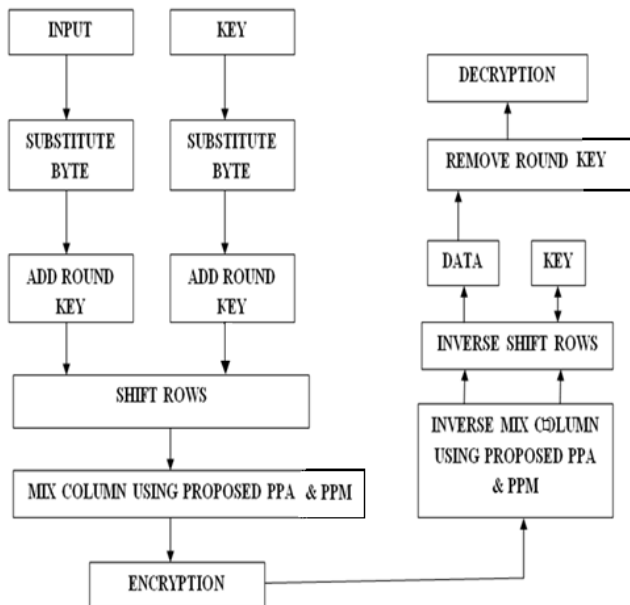 INPUT
KEY
SUBSTITUTE
BYTE
SUBSTITUTE
BYTE
ADD ROUND
KEY
ADD ROUND
KEY
SHIFT ROWS
MIX COLUMN USING PROPOSED PPA & PPM
ENCRYPTION
DECRYPTION
REMOVE ROUND KEY
DATA
KEY
INVERSE SHIFT ROWS
INVERSE MIX COLUMN
USING PROPOSED PPA
& PPM